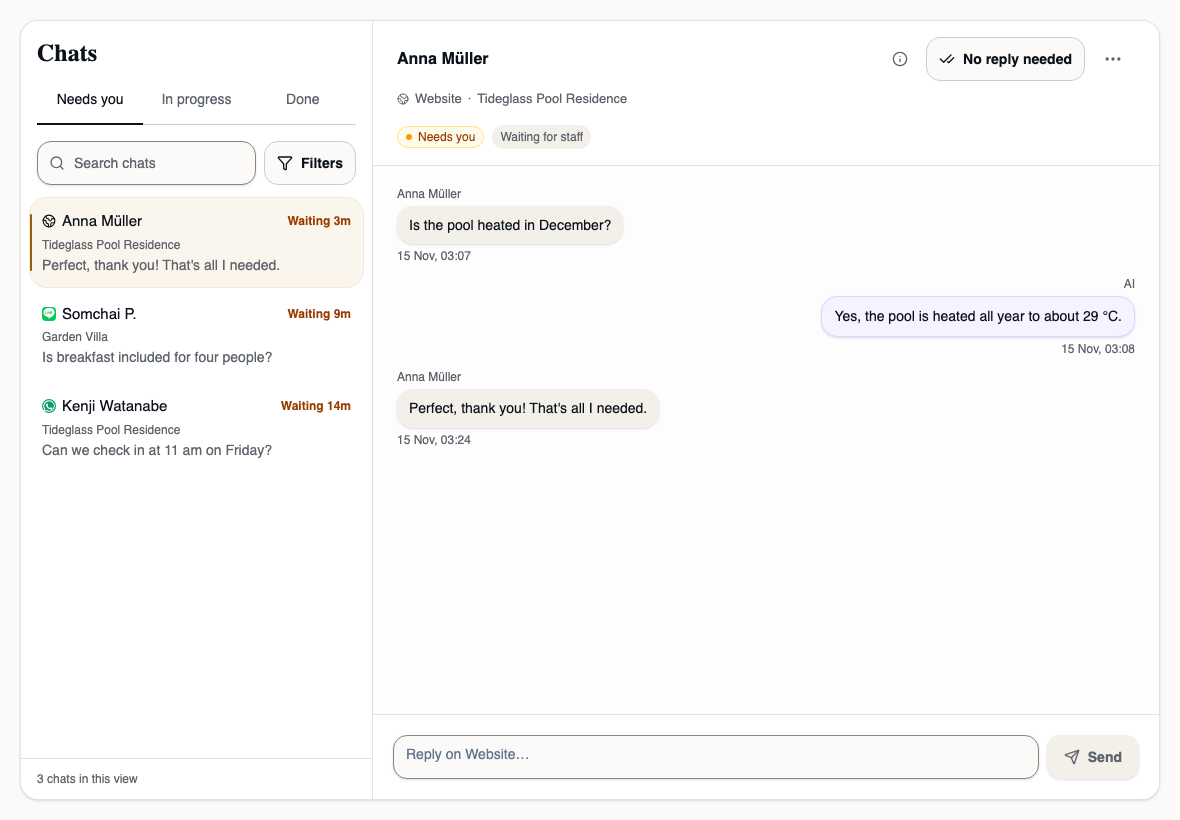 Chats
Needs you
In progress
Done
Search chats
Filters
Anna Müller
Waiting 3m
Tideglass Pool Residence
Perfect, thank you! That's all I needed.
Somchai P.
Waiting 9m
Garden Villa
Is breakfast included for four people?
Kenji Watanabe
Waiting 14m
Tideglass Pool Residence
Can we check in at 11 am on Friday?
3 chats in this view
Anna Müller
No reply needed
Website · Tideglass Pool Residence
Needs you
Waiting for staff
Anna Müller
Is the pool heated in December?
15 Nov, 03:07
AI
Yes, the pool is heated all year to about 29 °C.
15 Nov, 03:08
Anna Müller
Perfect, thank you! That's all I needed.
15 Nov, 03:24
Reply on Website…
Send